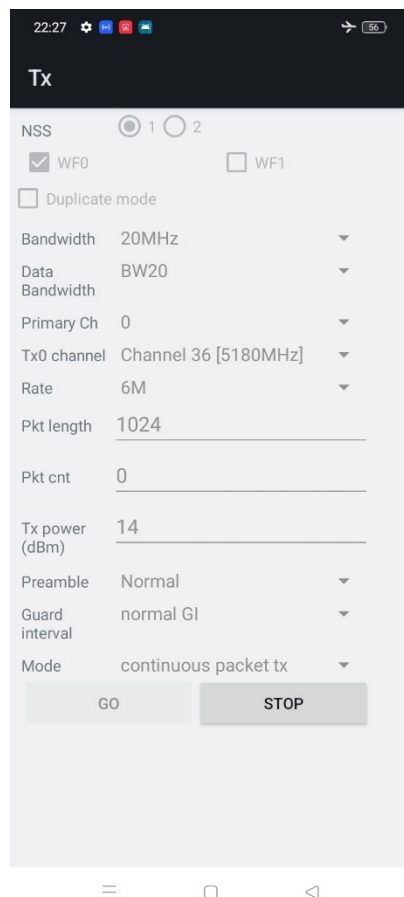 22:27 56
Tx
NSS 1 2
WF0 WF1
Duplicate mode
Bandwidth 20MHz
Data Bandwidth BW20
Primary Ch 0
Tx0 channel Channel 36 [5180MHz]
Rate 6M
Pkt length 1024
Pkt cnt 0
Tx power (dBm) 14
Preamble Normal
Guard interval normal GI
Mode continuous packet tx
GO STOP